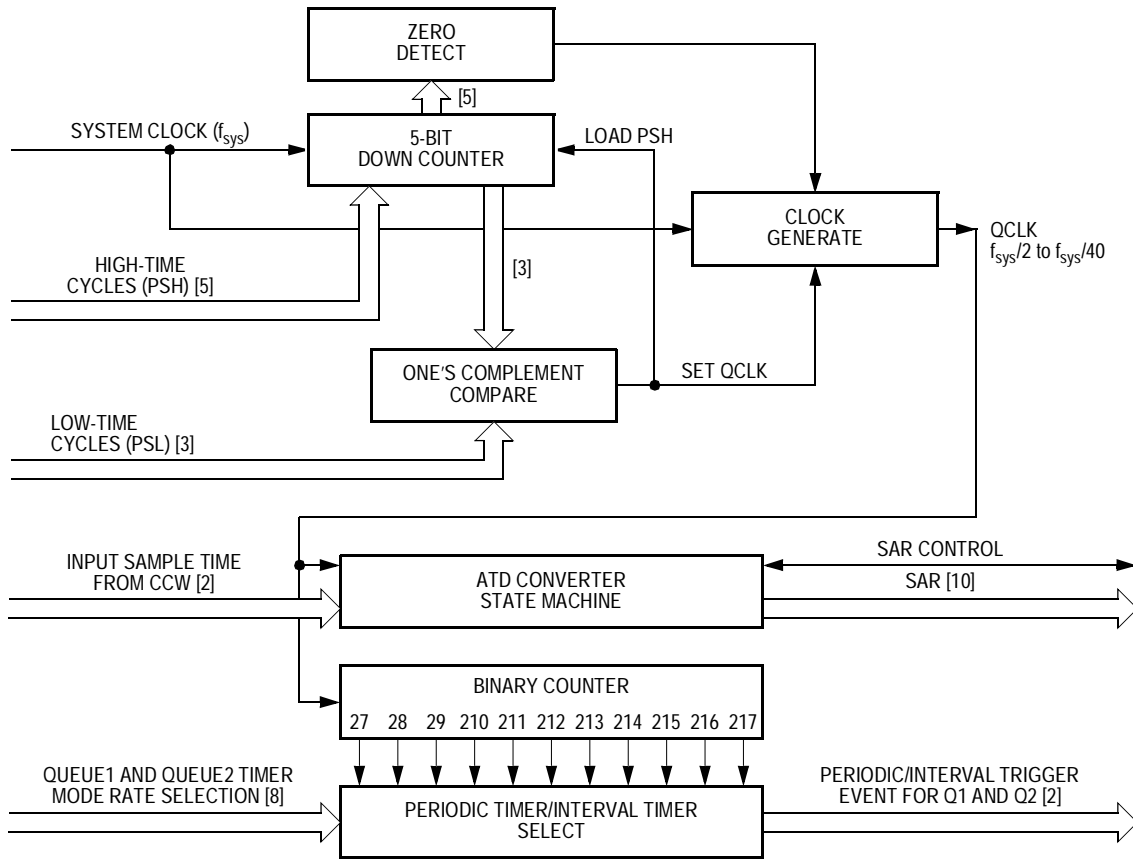 ZERO
DETECT
[5]
SYSTEM CLOCK (fsys)
5-BIT
DOWN COUNTER
LOAD PSH
CLOCK
GENERATE
QCLK
fsys/2 to fsys/40
HIGH-TIME
CYCLES (PSH) [5]
[3]
ONE'S COMPLEMENT
COMPARE
SET QCLK
LOW-TIME
CYCLES (PSL) [3]
INPUT SAMPLE TIME
FROM CCW [2]
ATD CONVERTER
STATE MACHINE
SAR CONTROL
SAR [10]
BINARY COUNTER
27 28 29 210 211 212 213 214 215 216 217
QUEUE1 AND QUEUE2 TIMER
MODE RATE SELECTION [8]
PERIODIC TIMER/INTERVAL TIMER
SELECT
PERIODIC/INTERVAL TRIGGER
EVENT FOR Q1 AND Q2 [2]